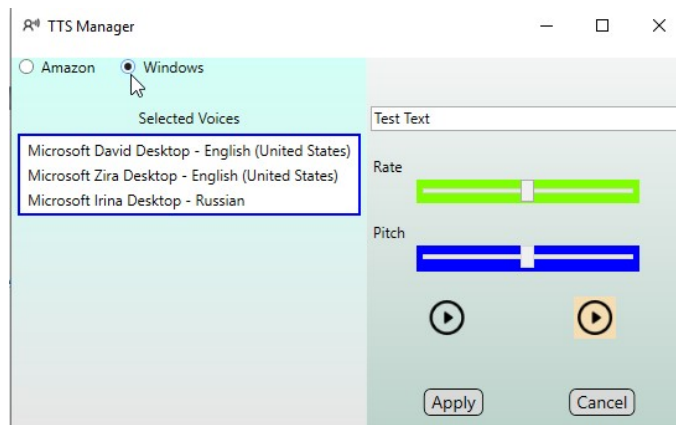 TTS Manager
Amazon Windows
Selected Voices
Microsoft David Desktop - English (United States)
Microsoft Zira Desktop - English (United States)
Microsoft Irina Desktop - Russian
Test Text
Rate
Pitch
Apply Cancel